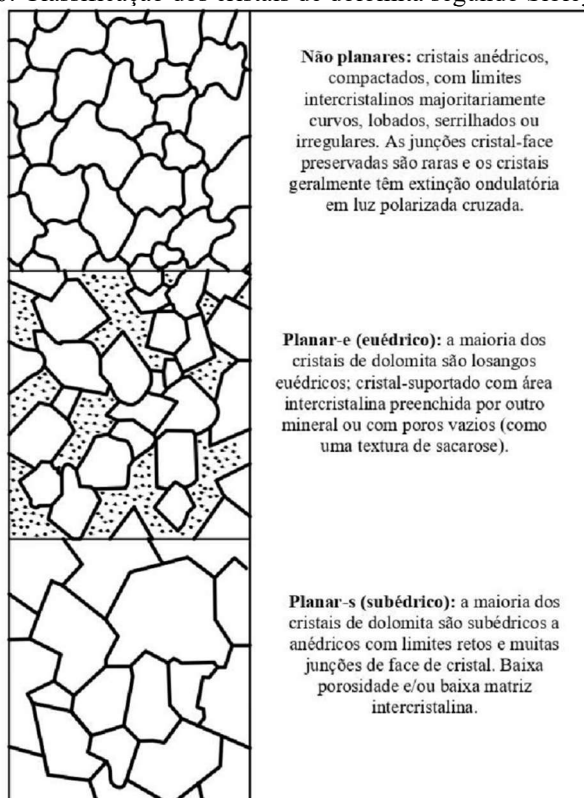 Não planares: cristais anédricos,
compactados, com limites
intercristalinos majoritariamente
curvos, lobados, serrilhados ou
irregulares. As junções cristal-face
preservadas são raras e os cristais
geralmente têm extinção ondulatória
em luz polarizada cruzada.
Planar-e (euédrico): a maioria dos
cristais de dolomita são losangos
euédricos; cristal-suportado com área
intercristalina preenchida por outro
mineral ou com poros vazios (como
uma textura de sacarose).
Planar-s (subédrico): a maioria dos
cristais de dolomita são subédricos a
anédricos com limites retos e muitas
junções de face de cristal. Baixa
porosidade e/ou baixa matriz
intercristalina.